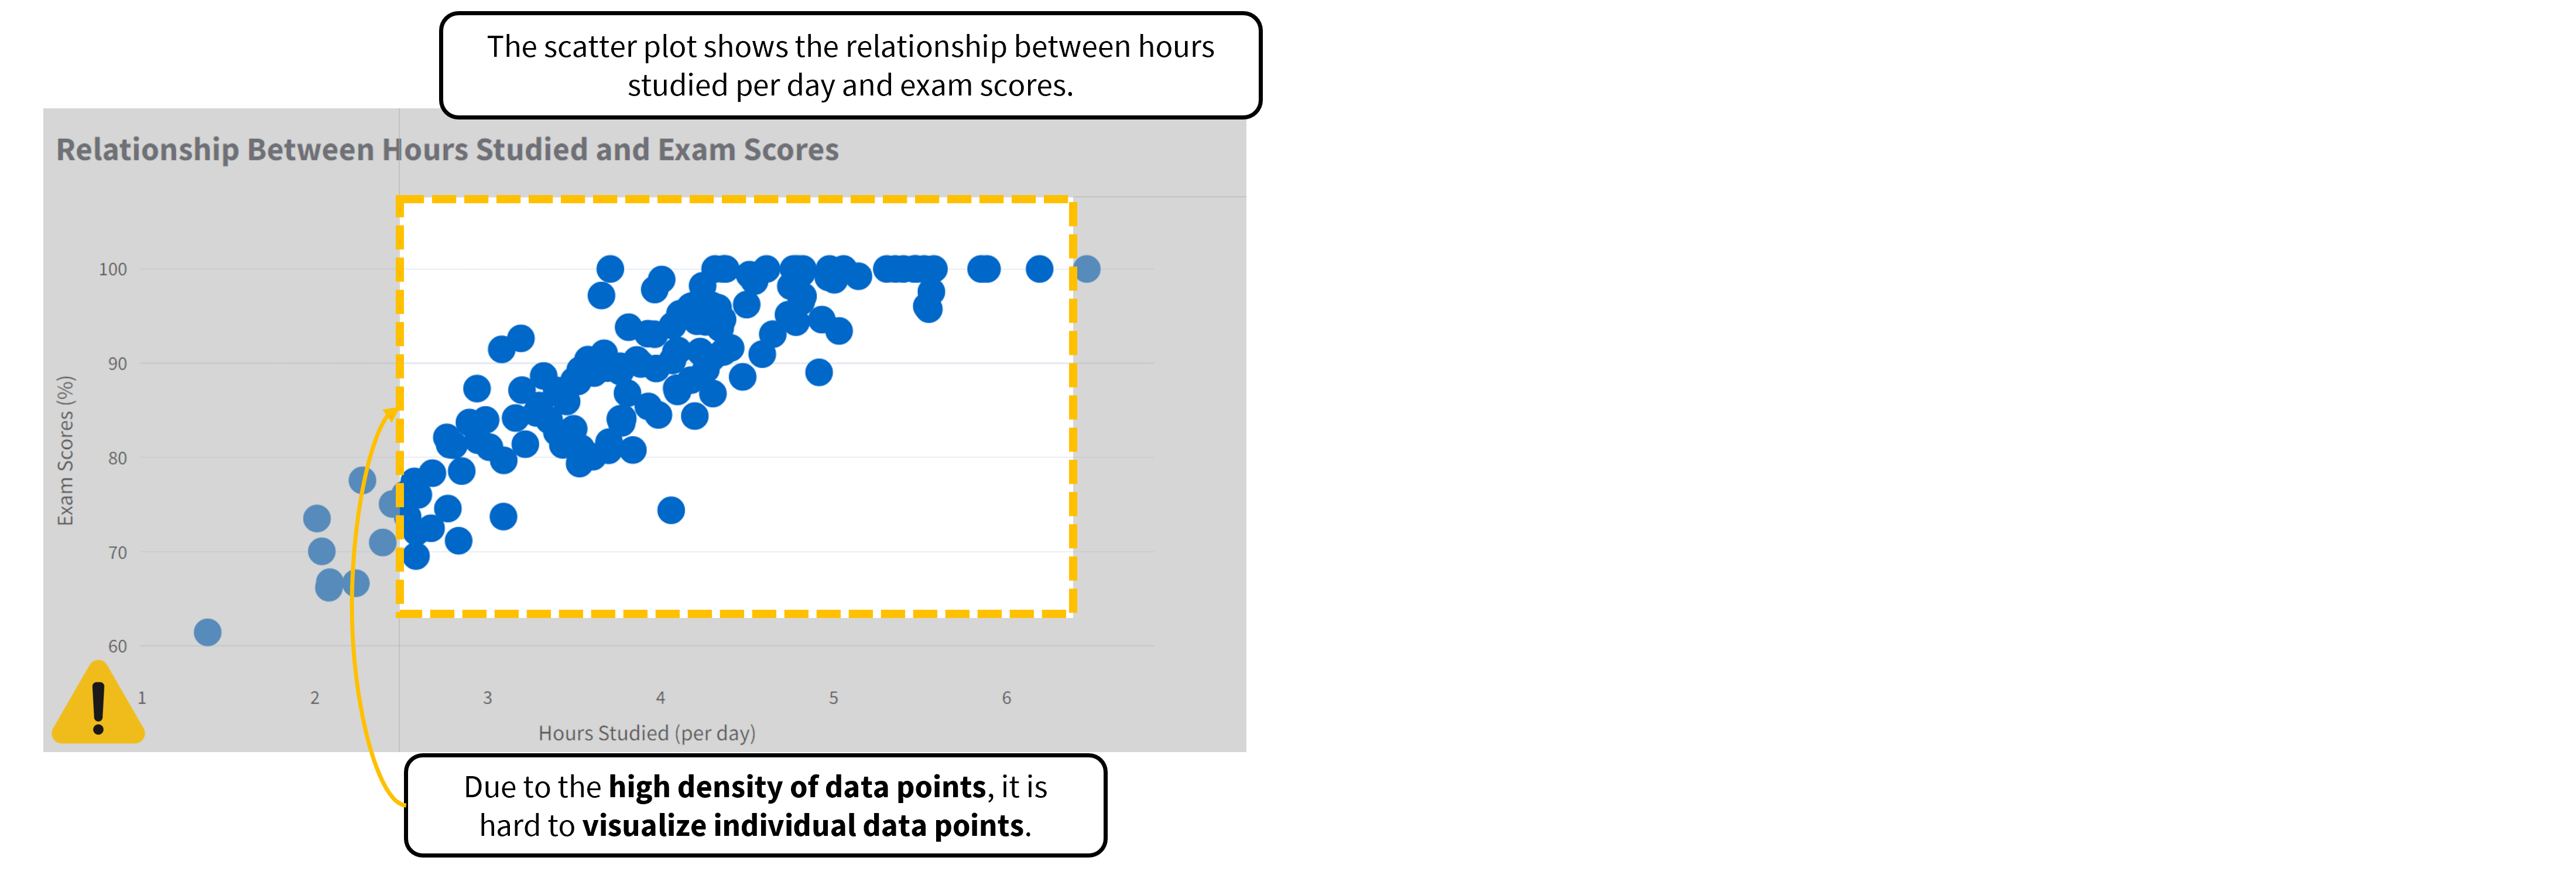 The scatter plot shows the relationship between hours
studied per day and exam scores.
Relationship Between Hours Studied and Exam Scores
100
90
80
70
60
Exam Scores (%)
1
2
3
4
5
6
Hours Studied (per day)
Due to the high density of data points, it is
hard to visualize individual data points.